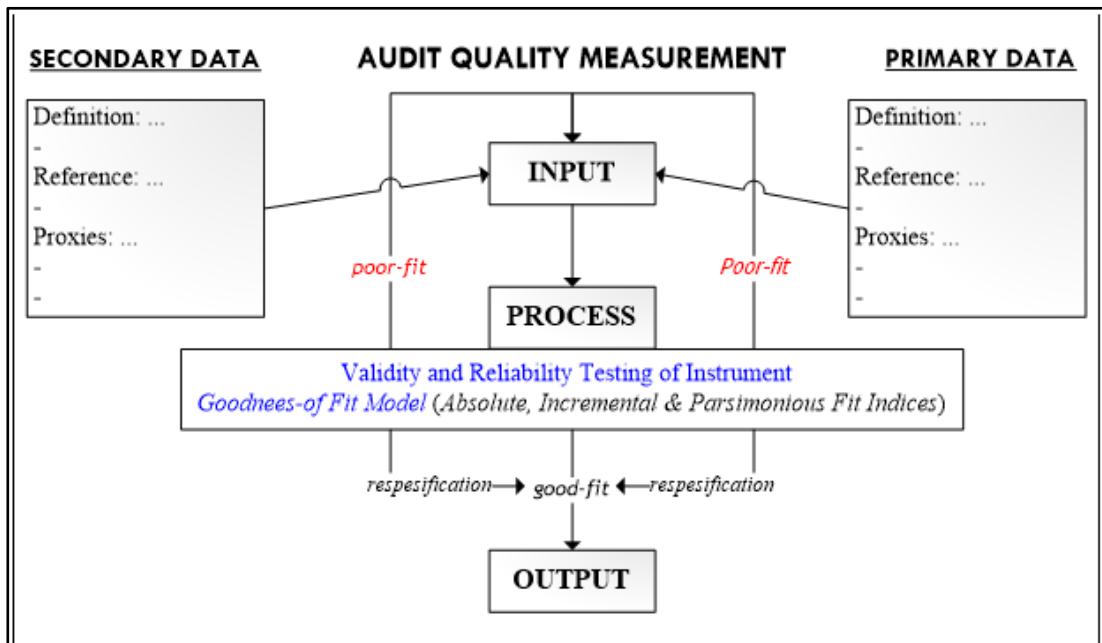 AUDIT QUALITY MEASUREMENT
SECONDARY DATA
Definition: ...
-
Reference: ...
-
Proxies: ...
-
-
PRIMARY DATA
Definition: ...
-
Reference: ...
-
Proxies: ...
-
-
INPUT
poor-fit
Poor-fit
PROCESS
Validity and Reliability Testing of Instrument
Goodnees-of Fit Model (Absolute, Incremental & Parsimonious Fit Indices)
respesification good-fit respesification
OUTPUT